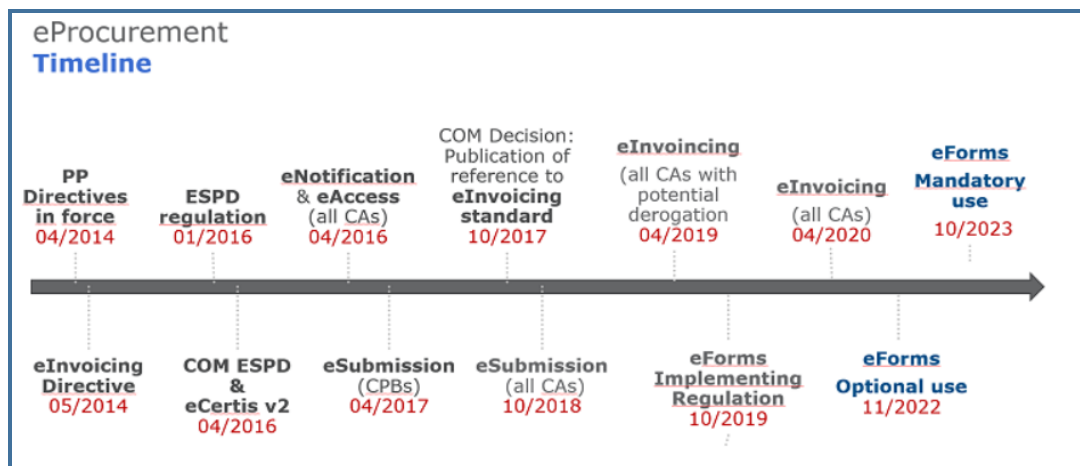 eProcurement
Timeline
PP
Directives
in force
04/2014
ESPD
regulation
01/2016
eNotification
& eAccess
(all CAs)
04/2016
COM Decision:
Publication of
reference to
eInvoicing
standard
10/2017
eInvoincing
(all CAs with
potential
derogation
04/2019
eInvoicing
(all CAs)
04/2020
eForms
Mandatory
use
10/2023
eInvoicing
Directive
05/2014
COM ESPD
&
eCertis v2
04/2016
eSubmission
(CPBs)
04/2017
eSubmission
(all CAs)
10/2018
eForms
Implementing
Regulation
10/2019
eForms
Optional use
11/2022